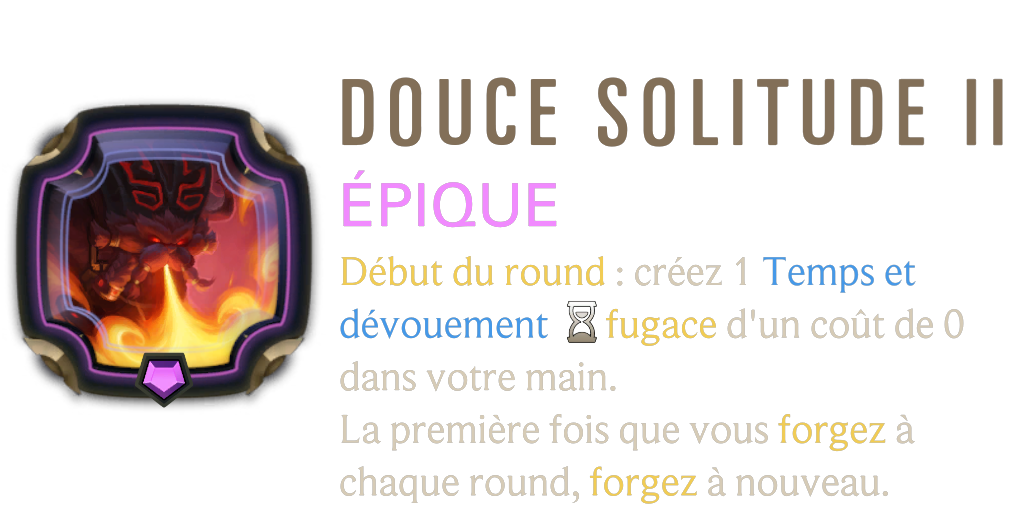 DOUCE SOLITUDE II
ÉPIQUE
Début du round : créez 1 Temps et
dévouement fugace d'un coût de 0
dans votre main.
La première fois que vous forgez à
chaque round, forgez à nouveau.